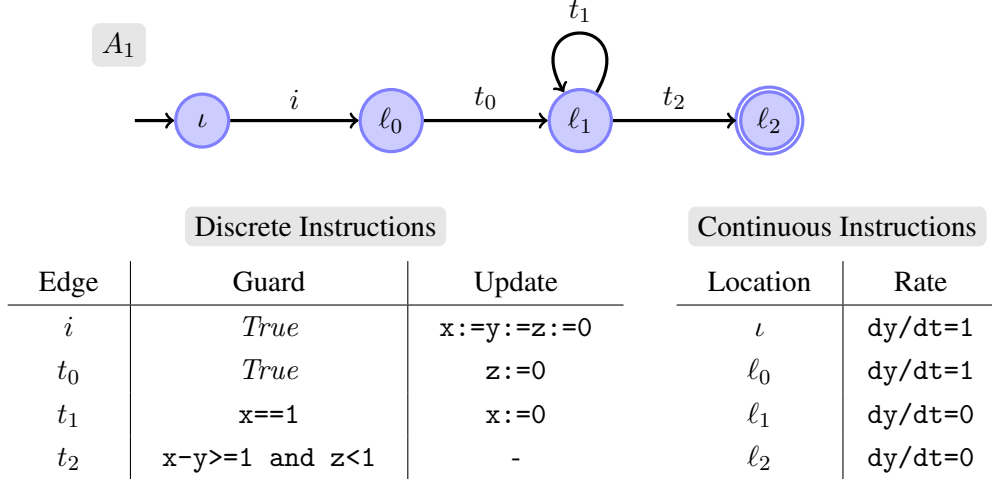 t₁
A₁
i t₀ t₂
ι ℓ₀ ℓ₁ ℓ₂
Discrete Instructions Continuous Instructions
Edge Guard Update Location Rate
i True x:=y:=z:=0 ι dy/dt=1
t₀ True z:=0 ℓ₀ dy/dt=1
t₁ x==1 x:=0 ℓ₁ dy/dt=0
t₂ x-y>=1 and z<1 - ℓ₂ dy/dt=0